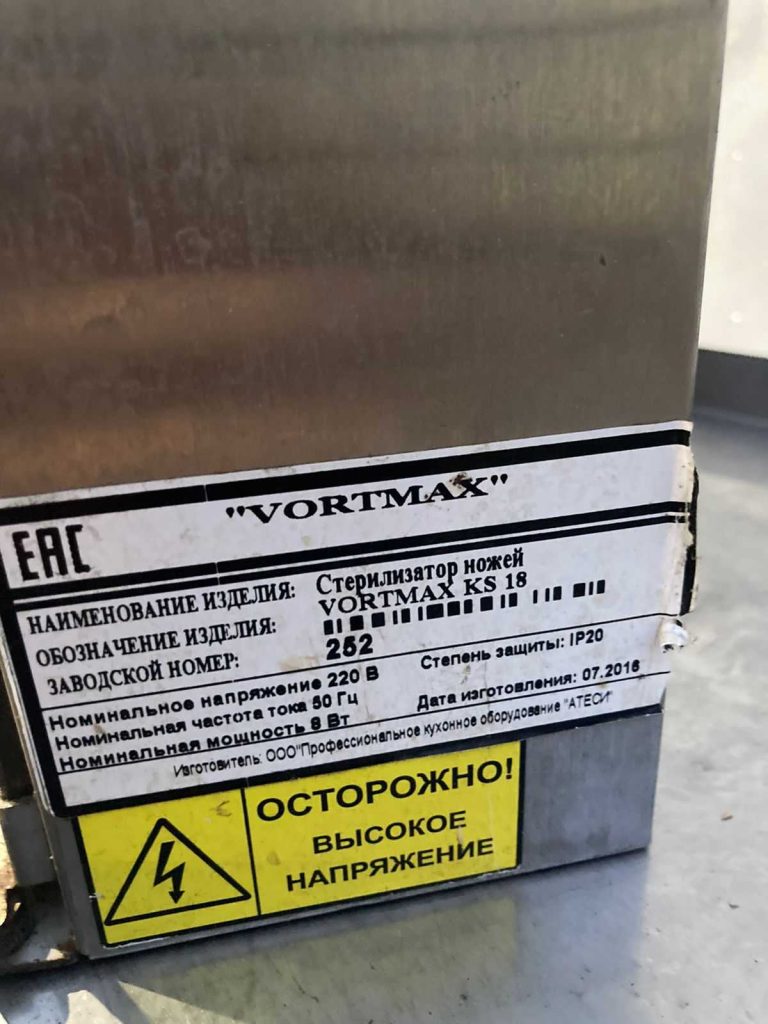 "VORTMAX"
EAC
НАИМЕНОВАНИЕ ИЗДЕЛИЯ: Стерилизатор ножей
ОБОЗНАЧЕНИЕ ИЗДЕЛИЯ: VORTMAX KS 18
ЗАВОДСКОЙ НОМЕР: 252
Номинальное напряжение 220 В Степень защиты: IP20
Номинальная частота тока 50 Гц
Номинальная мощность 8 Вт Дата изготовления: 07.2016
Изготовитель: ООО"Профессиональное кухонное оборудование "АТЕСИ"
ОСТОРОЖНО!
ВЫСОКОЕ
НАПРЯЖЕНИЕ